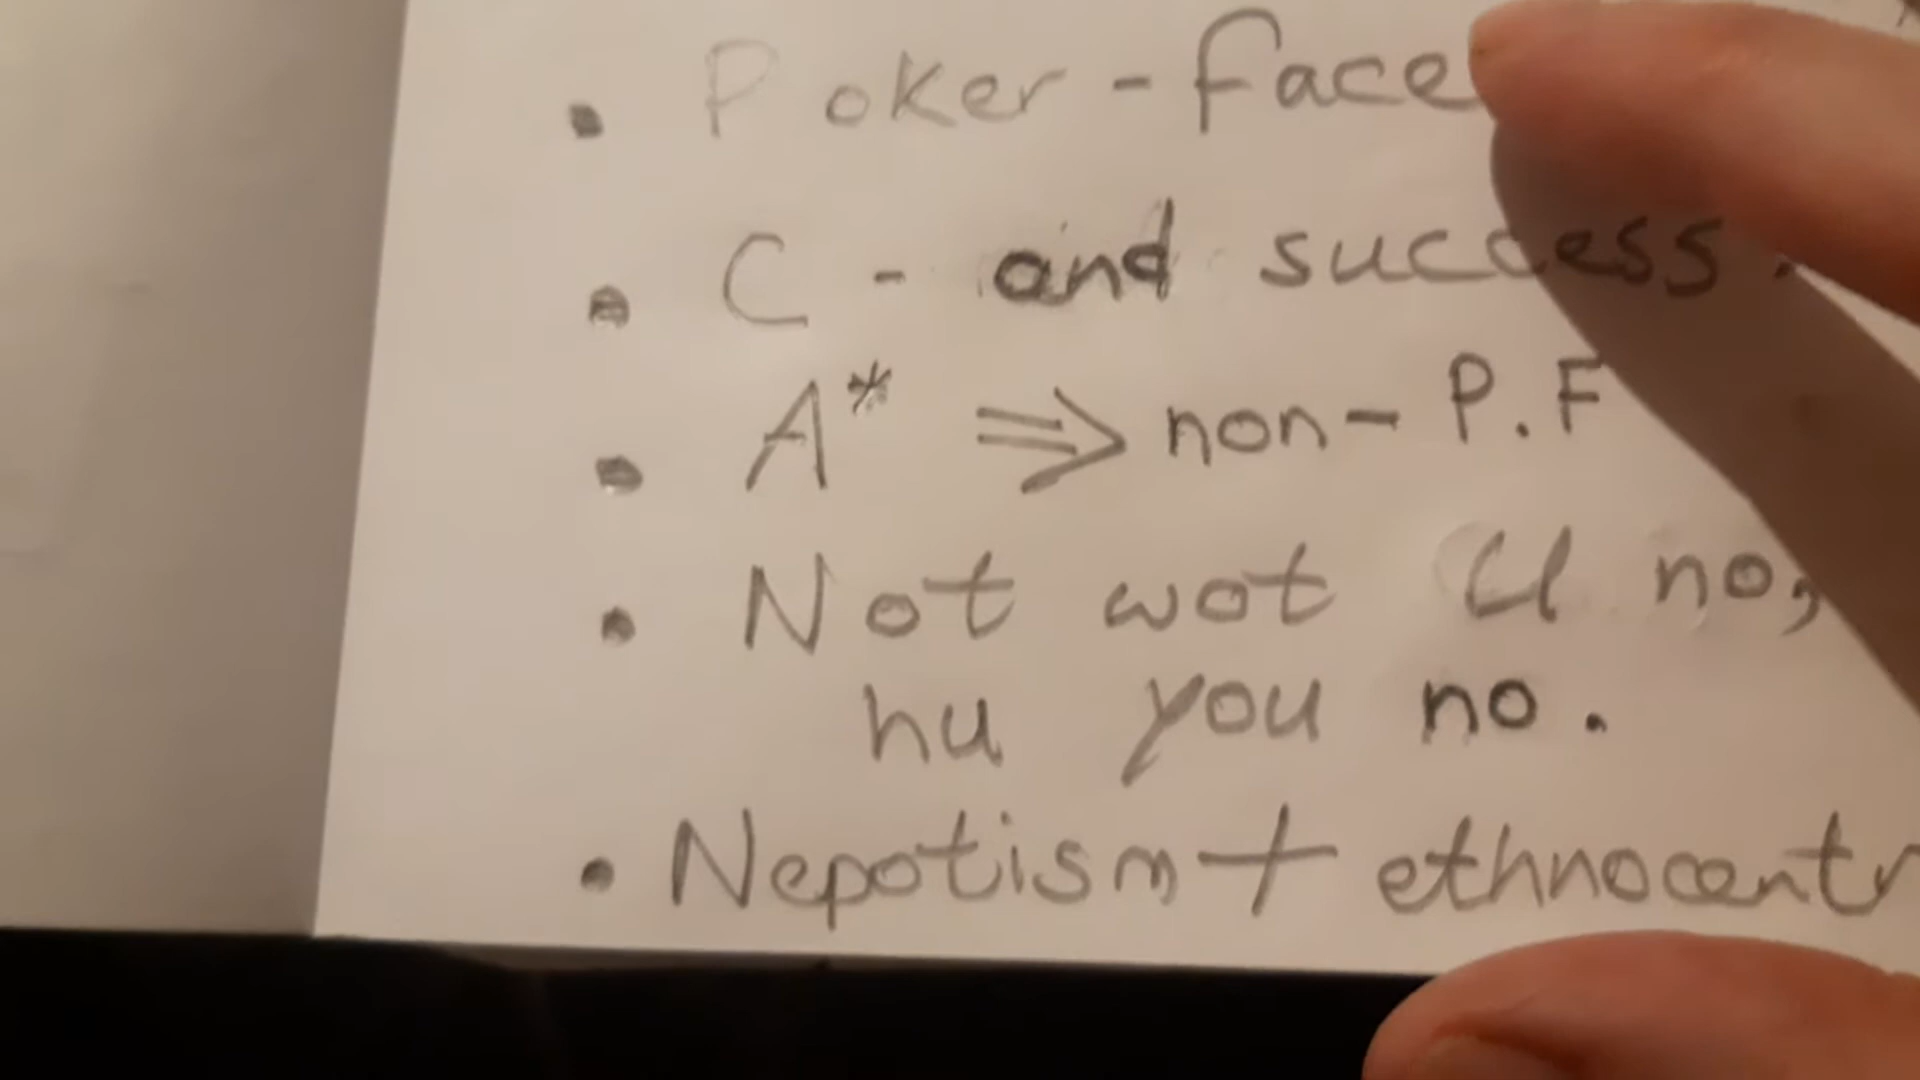 • Poker-face
• C - and success.
• A* ⇒ non- P.F
• Not wot U no,
hu you no.
• Nepotism + ethnocentr